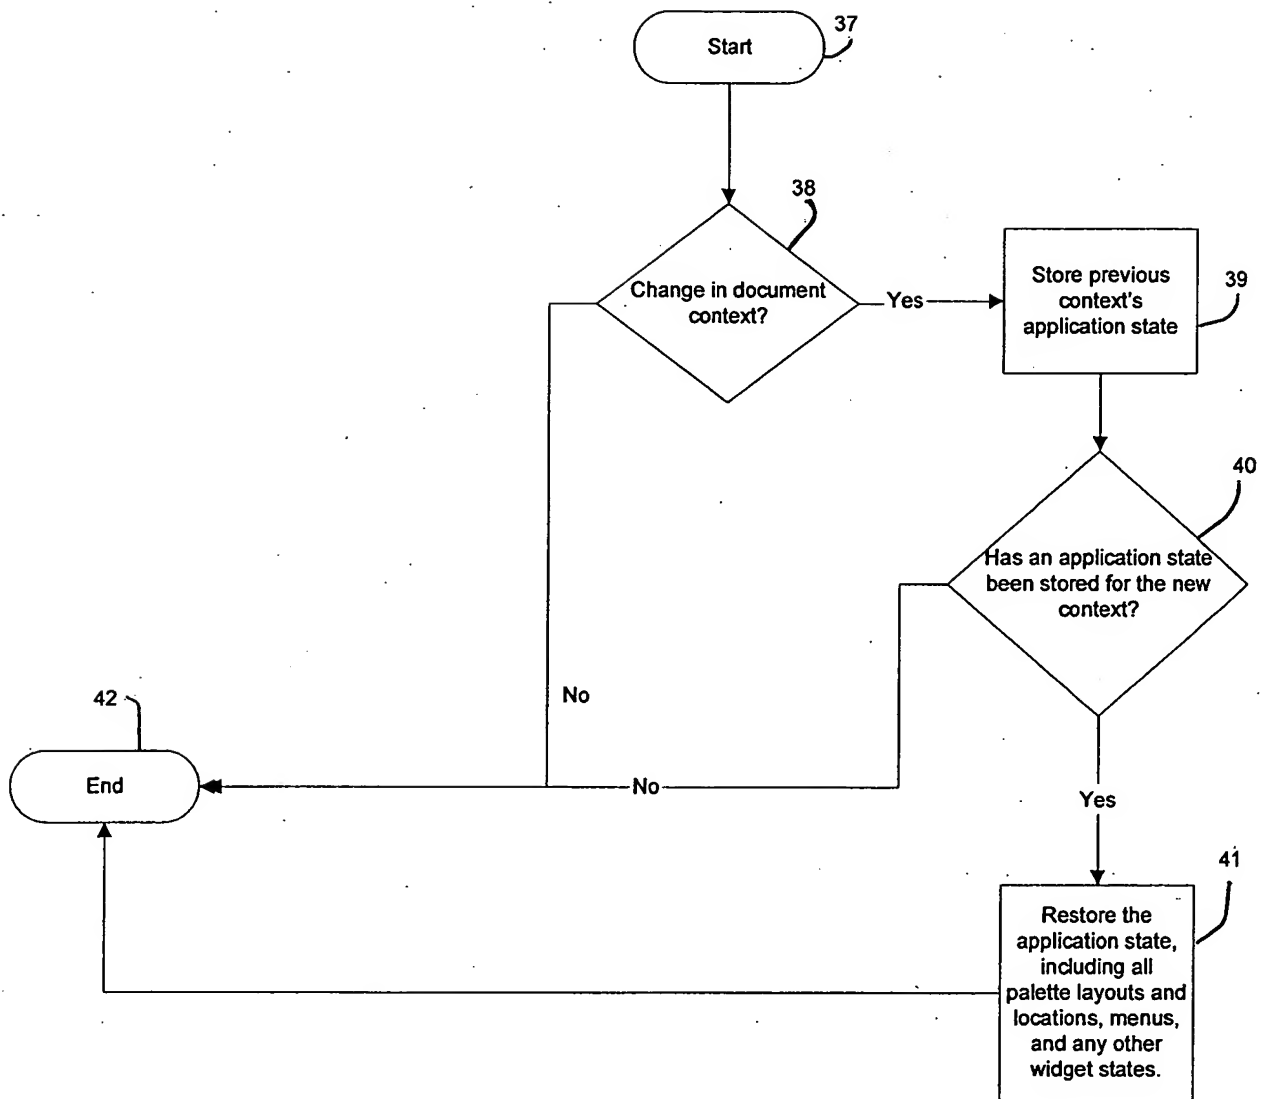 37
Start
38
Change in document
context?
Yes
Store previous
context's
application state
39
40
Has an application state
been stored for the new
context?
No
42
End
No
Yes
41
Restore the
application state,
including all
palette layouts and
locations, menus,
and any other
widget states.